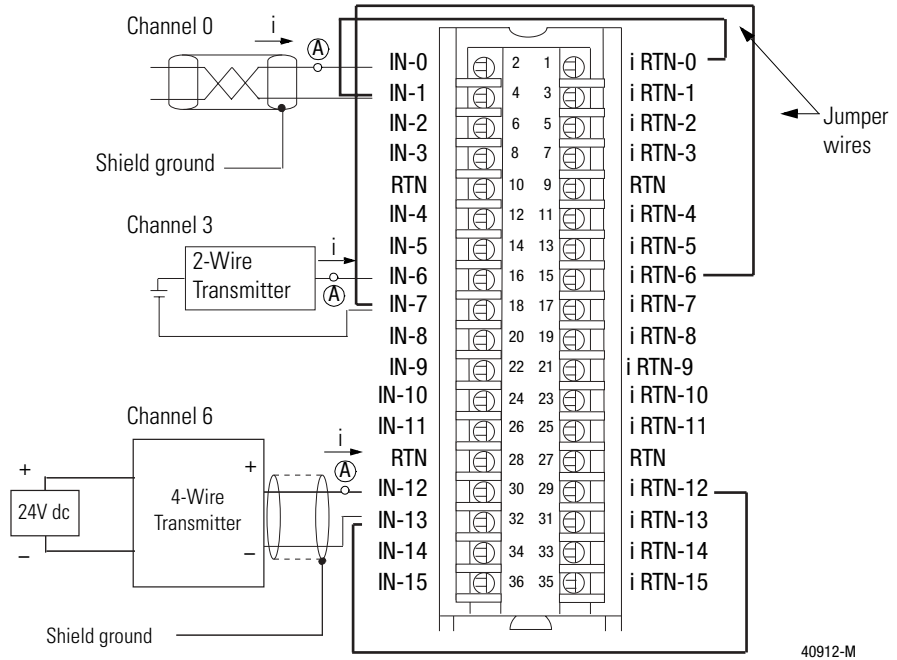 Channel 0
i
A
IN-0 2 1 i RTN-0
IN-1 4 3 i RTN-1
IN-2 6 5 i RTN-2
IN-3 8 7 i RTN-3
RTN 10 9 RTN
IN-4 12 11 i RTN-4
IN-5 14 13 i RTN-5
IN-6 16 15 i RTN-6
IN-7 18 17 i RTN-7
IN-8 20 19 i RTN-8
IN-9 22 21 i RTN-9
IN-10 24 23 i RTN-10
IN-11 26 25 i RTN-11
RTN 28 27 RTN
IN-12 30 29 i RTN-12
IN-13 32 31 i RTN-13
IN-14 34 33 i RTN-14
IN-15 36 35 i RTN-15
Jumper
wires
Shield ground
Channel 3
2-Wire
Transmitter
i
A
Channel 6
i
A
+
24V dc
–
+
4-Wire
Transmitter
–
Shield ground
40912-M